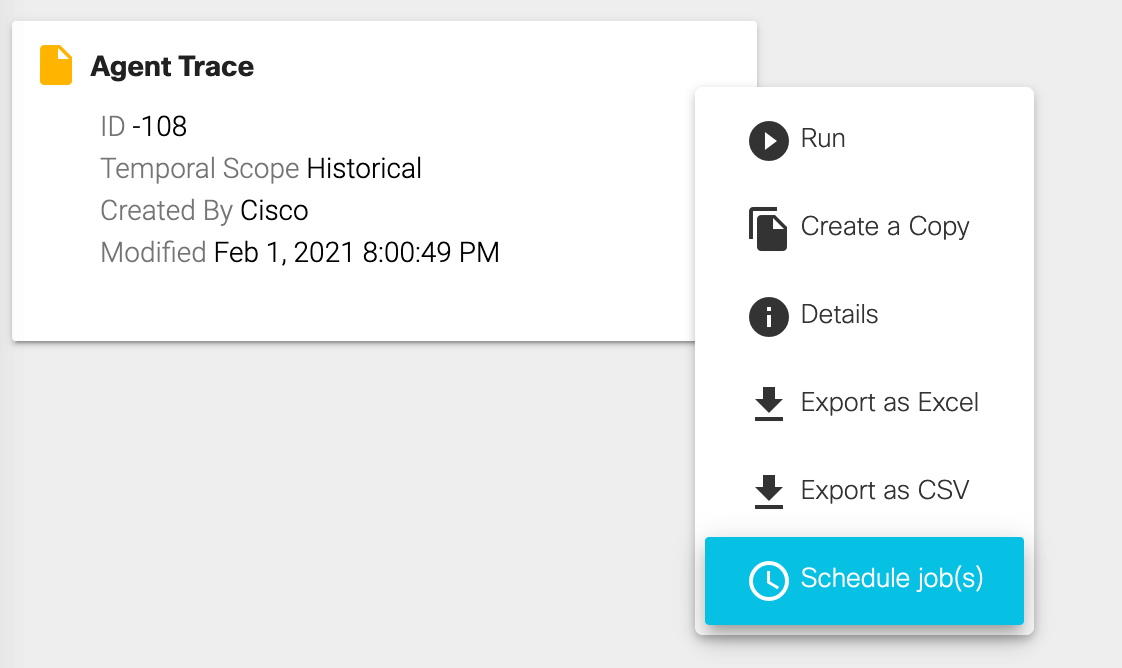 Agent Trace
ID -108
Temporal Scope Historical
Created By Cisco
Modified Feb 1, 2021 8:00:49 PM
Run
Create a Copy
Details
Export as Excel
Export as CSV
Schedule job(s)